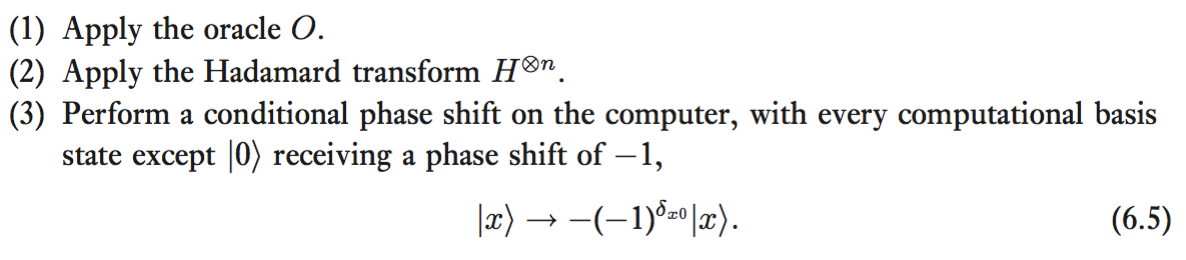 (1) Apply the oracle O.
(2) Apply the Hadamard transform H^{⊗n}.
(3) Perform a conditional phase shift on the computer, with every computational basis
state except |0⟩ receiving a phase shift of −1,
|x⟩ → −(−1)^{δ_{x0}}|x⟩. (6.5)